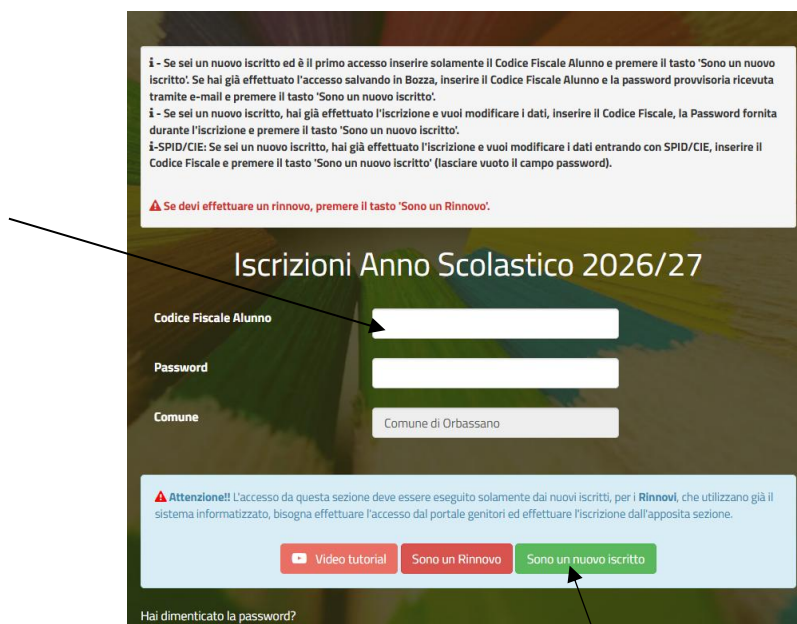 i - Se sei un nuovo iscritto ed è il primo accesso inserire solamente il Codice Fiscale Alunno e premere il tasto 'Sono un nuovo
iscritto'. Se hai già effettuato l'accesso salvando in Bozza, inserire il Codice Fiscale Alunno e la password provvisoria ricevuta
tramite e-mail e premere il tasto 'Sono un nuovo iscritto'.
i - Se sei un nuovo iscritto, hai già effettuato l'iscrizione e vuoi modificare i dati, inserire il Codice Fiscale, la Password fornita
durante l'iscrizione e premere il tasto 'Sono un nuovo iscritto'.
i-SPID/CIE: Se sei un nuovo iscritto, hai già effettuato l'iscrizione e vuoi modificare i dati entrando con SPID/CIE, inserire il
Codice Fiscale e premere il tasto 'Sono un nuovo iscritto' (lasciare vuoto il campo password).
Se devi effettuare un rinnovo, premere il tasto 'Sono un Rinnovo'.
Iscrizioni Anno Scolastico 2026/27
Codice Fiscale Alunno
Password
Comune
Comune di Orbassano
Attenzione!! L'accesso da questa sezione deve essere eseguito solamente dai nuovi iscritti, per i Rinnovi, che utilizzano già il
sistema informatizzato, bisogna effettuare l'accesso dal portale genitori ed effettuare l'iscrizione dall'apposita sezione.
Video tutorial Sono un Rinnovo Sono un nuovo iscritto
Hai dimenticato la password?